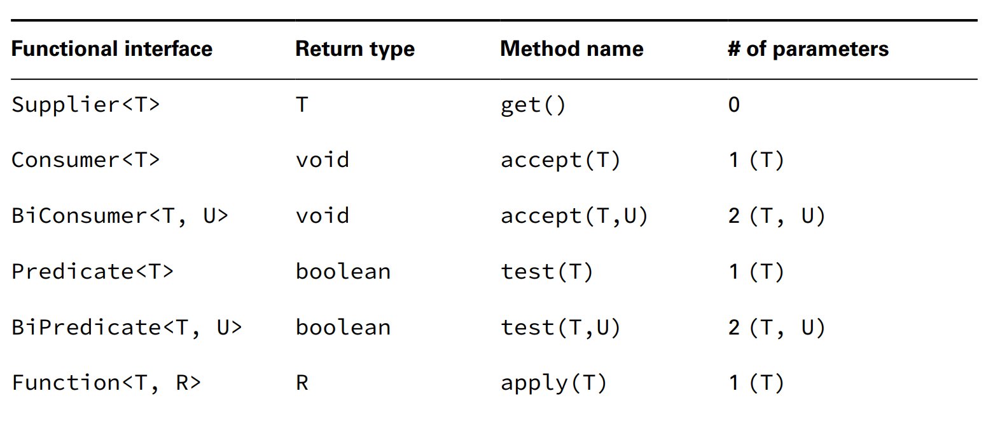 Functional interface Return type Method name # of parameters
Supplier<T> T get() 0
Consumer<T> void accept(T) 1 (T)
BiConsumer<T, U> void accept(T,U) 2 (T, U)
Predicate<T> boolean test(T) 1 (T)
BiPredicate<T, U> boolean test(T,U) 2 (T, U)
Function<T, R> R apply(T) 1 (T)